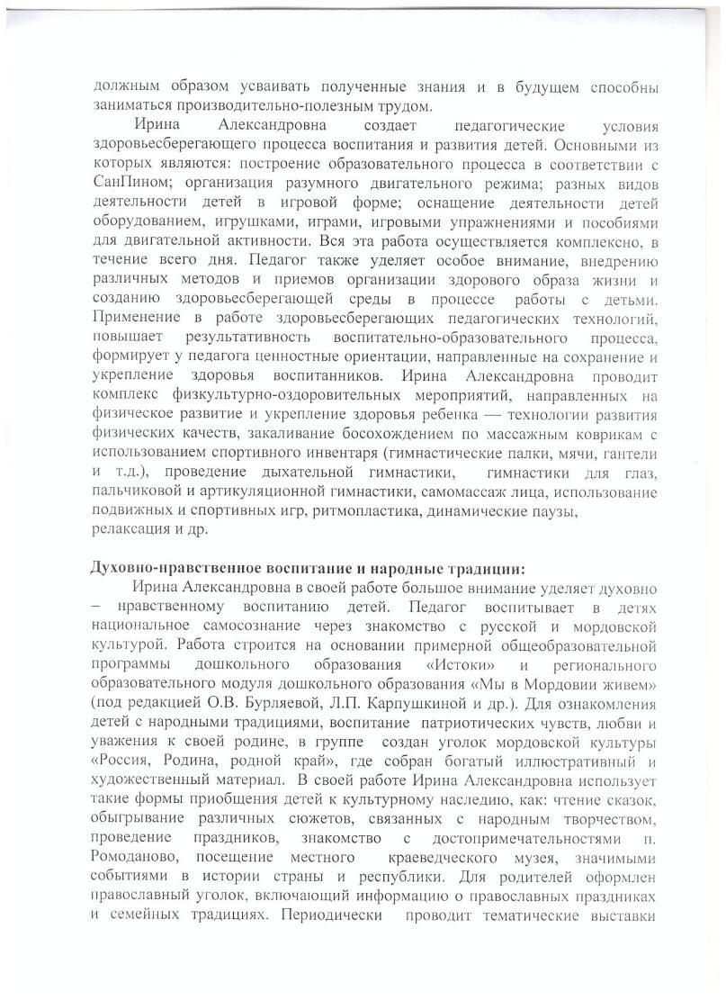 должным образом усваивать полученные знания и в будущем способны
заниматься производительно-полезным трудом.
Ирина Александровна создает педагогические условия
здоровьесберегающего процесса воспитания и развития детей. Основными из
которых являются: построение образовательного процесса в соответствии с
СанПином; организация разумного двигательного режима; разных видов
деятельности детей в игровой форме; оснащение деятельности детей
оборудованием, игрушками, играми, игровыми упражнениями и пособиями
для двигательной активности. Вся эта работа осуществляется комплексно, в
течение всего дня. Педагог также уделяет особое внимание, внедрению
различных методов и приемов организации здорового образа жизни и
созданию здоровьесберегающей среды в процессе работы с детьми.
Применение в работе здоровьесберегающих педагогических технологий,
повышает результативность воспитательно-образовательного процесса,
формирует у педагога ценностные ориентации, направленные на сохранение и
укрепление здоровья воспитанников. Ирина Александровна проводит
комплекс физкультурно-оздоровительных мероприятий, направленных на
физическое развитие и укрепление здоровья ребенка — технологии развития
физических качеств, закаливание босохождением по массажным коврикам с
использованием спортивного инвентаря (гимнастические палки, мячи, гантели
и т.д.), проведение дыхательной гимнастики, гимнастики для глаз,
пальчиковой и артикуляционной гимнастики, самомассаж лица, использование
подвижных и спортивных игр, ритмопластика, динамические паузы,
релаксация и др.
Духовно-нравственное воспитание и народные традиции:
Ирина Александровна в своей работе большое внимание уделяет духовно
– нравственному воспитанию детей. Педагог воспитывает в детях
национальное самосознание через знакомство с русской и мордовской
культурой. Работа строится на основании примерной общеобразовательной
программы дошкольного образования «Истоки» и регионального
образовательного модуля дошкольного образования «Мы в Мордовии живем»
(под редакцией О.В. Бурляевой, Л.П. Карпушкиной и др.). Для ознакомления
детей с народными традициями, воспитание патриотических чувств, любви и
уважения к своей родине, в группе создан уголок мордовской культуры
«Россия, Родина, родной край», где собран богатый иллюстративный и
художественный материал. В своей работе Ирина Александровна использует
такие формы приобщения детей к культурному наследию, как: чтение сказок,
обыгрывание различных сюжетов, связанных с народным творчеством,
проведение праздников, знакомство с достопримечательностями п.
Ромоданово, посещение местного краеведческого музея, значимыми
событиями в истории страны и республики. Для родителей оформлен
православный уголок, включающий информацию о православных праздниках
и семейных традициях. Периодически проводит тематические выставки